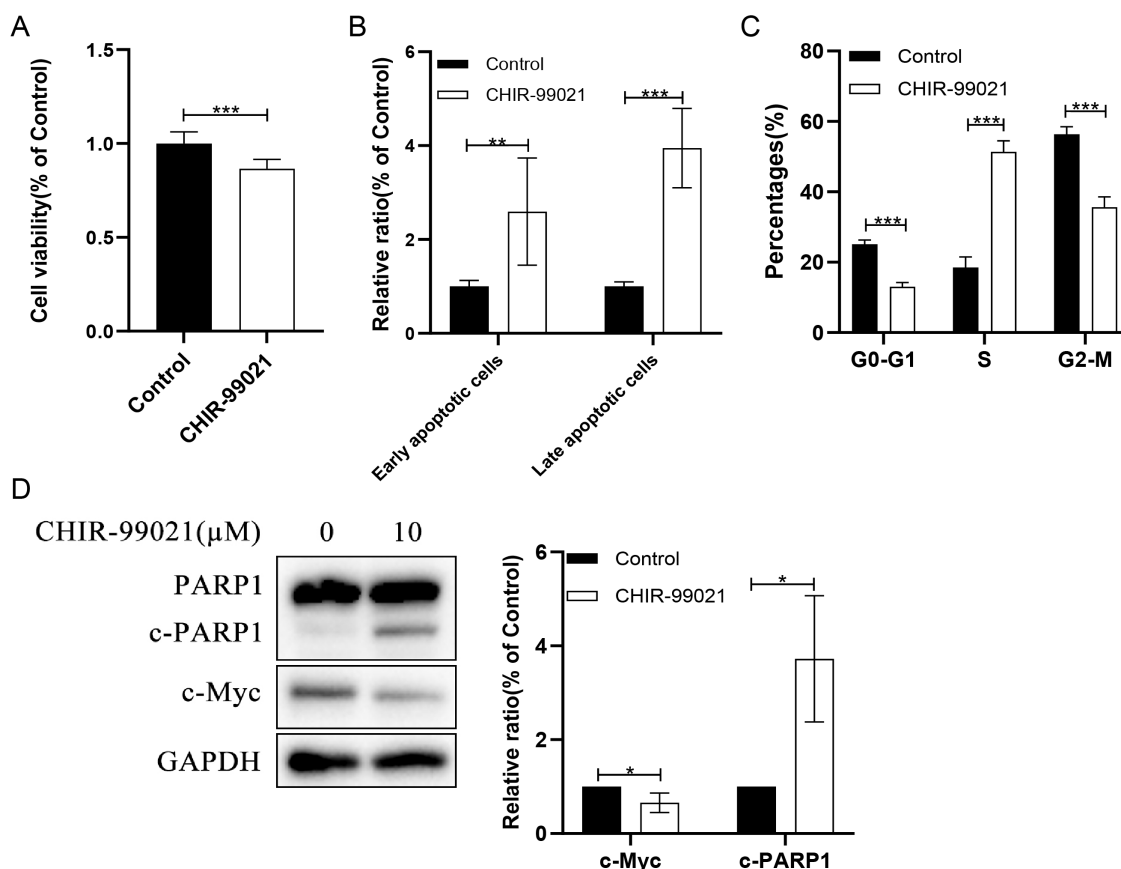 A
Cell viability(% of Control)
1.5
1.0
0.5
0.0
***
Control
CHIR-99021
B
Relative ratio(% of Control)
6
4
2
0
Control
CHIR-99021
**
***
Early apoptotic cells
Late apoptotic cells
C
Percentages(%)
80
60
40
20
0
Control
CHIR-99021
***
***
***
G0-G1
S
G2-M
D
CHIR-99021(µM) 0 10
PARP1
c-PARP1
c-Myc
GAPDH
Relative ratio(% of Control)
6
4
2
0
Control
CHIR-99021
*
*
c-Myc
c-PARP1